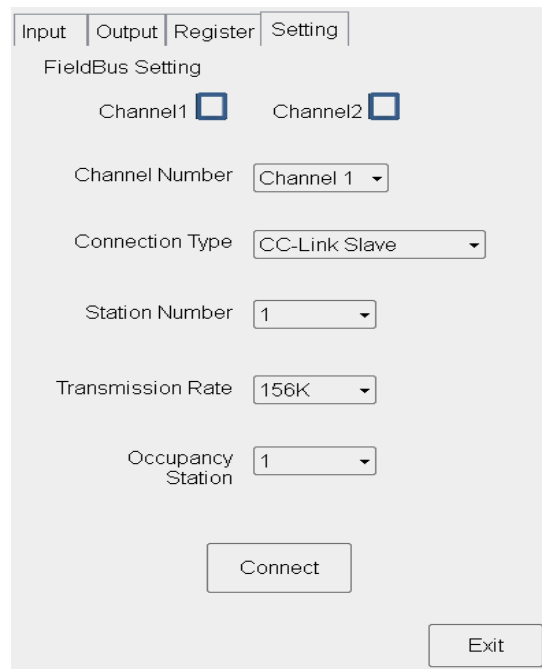 Input Output Register Setting
FieldBus Setting
Channel1 Channel2
Channel Number Channel 1
Connection Type CC-Link Slave
Station Number 1
Transmission Rate 156K
Occupancy
Station 1
Connect
Exit